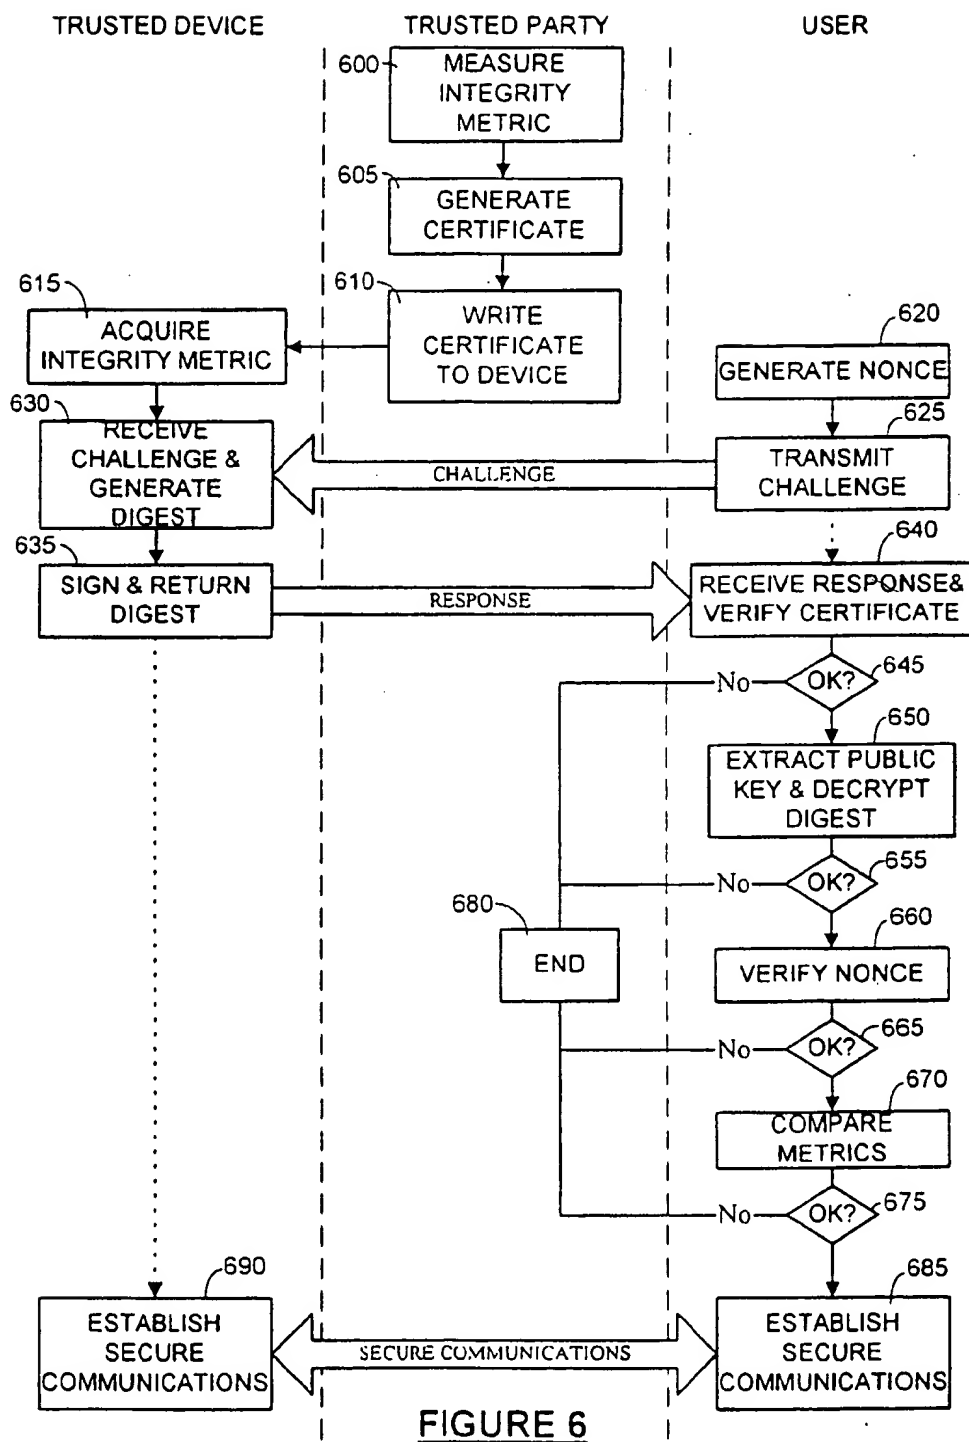 TRUSTED DEVICE
TRUSTED PARTY
USER
600
MEASURE
INTEGRITY
METRIC
605
GENERATE
CERTIFICATE
610
WRITE
CERTIFICATE
TO DEVICE
615
ACQUIRE
INTEGRITY METRIC
620
GENERATE NONCE
625
TRANSMIT
CHALLENGE
CHALLENGE
630
RECEIVE
CHALLENGE &
GENERATE
DIGEST
635
SIGN & RETURN
DIGEST
RESPONSE
640
RECEIVE RESPONSE&
VERIFY CERTIFICATE
645
OK?
No
650
EXTRACT PUBLIC
KEY & DECRYPT
DIGEST
655
OK?
No
680
END
660
VERIFY NONCE
665
OK?
No
670
COMPARE
METRICS
675
OK?
No
690
ESTABLISH
SECURE
COMMUNICATIONS
SECURE COMMUNICATIONS
685
ESTABLISH
SECURE
COMMUNICATIONS
FIGURE 6